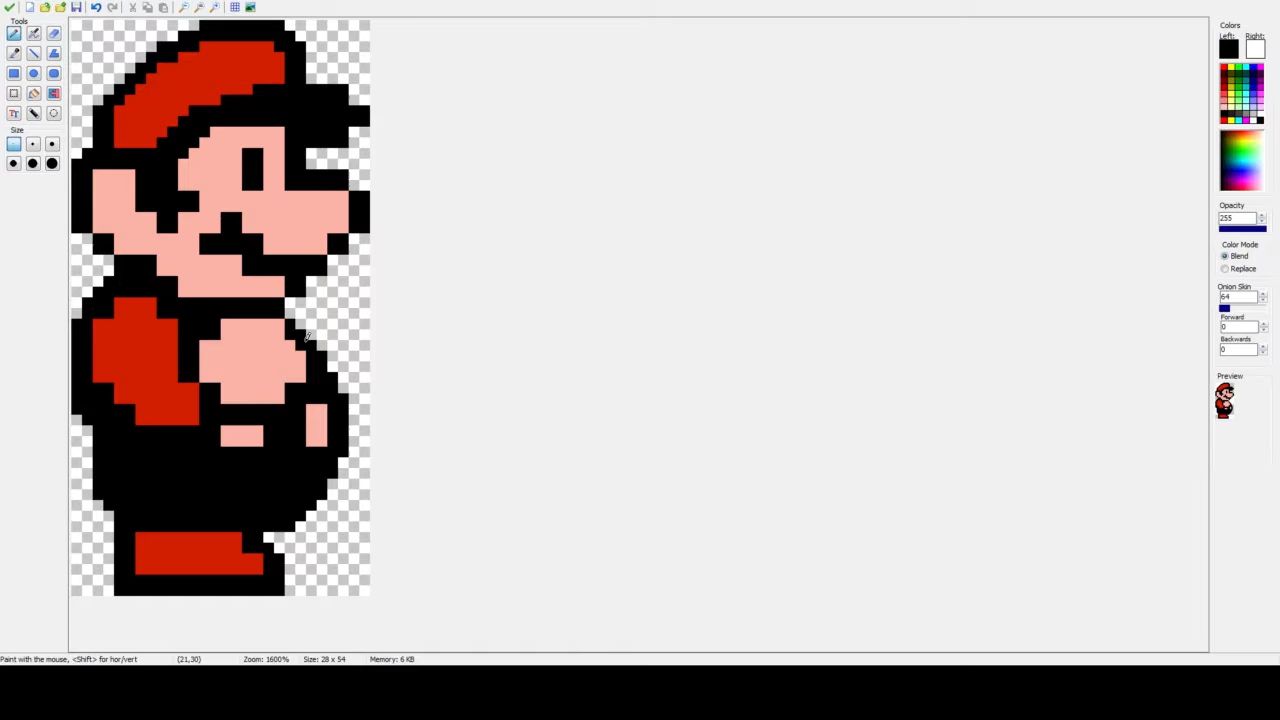 Tools
Size
Colors
Left: Right:
Opacity
255
Color Mode
Blend
Replace
Onion Skin
64
Forward
0
Backwards
0
Preview
Paint with the mouse, <Shift> for hor/vert (21,30) Zoom: 1600% Size: 28 x 54 Memory: 6 KB